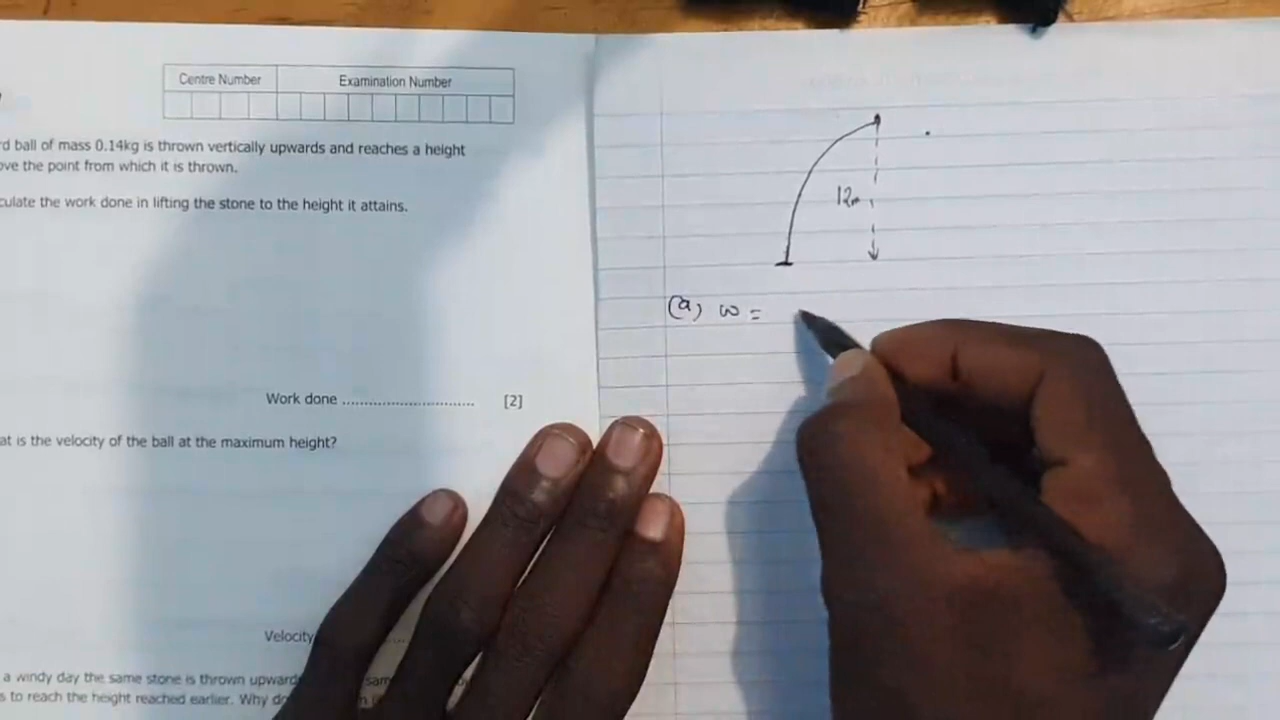 Centre Number Examination Number
d ball of mass 0.14kg is thrown vertically upwards and reaches a height
ve the point from which it is thrown.
culate the work done in lifting the stone to the height it attains.
Work done ............................ [2]
at is the velocity of the ball at the maximum height?
Velocity
a windy day the same stone is thrown upward
s to reach the height reached earlier. Why
12m
(a) w =